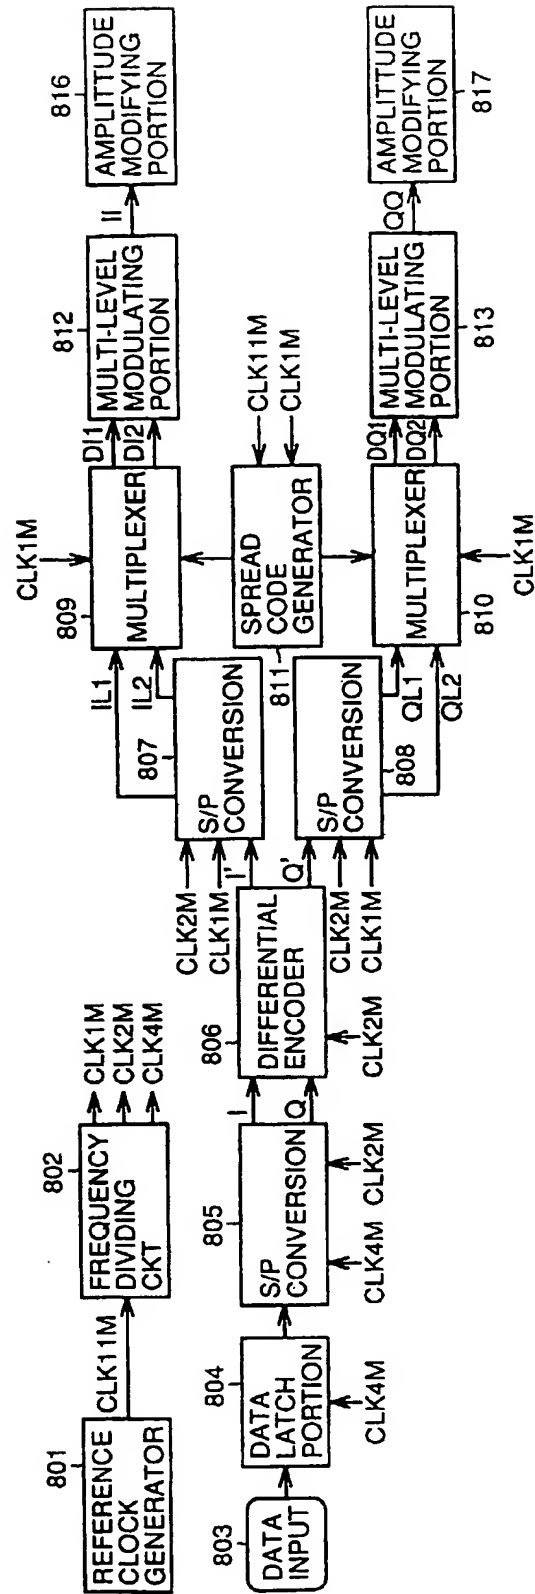 801
REFERENCE
CLOCK
GENERATOR
CLK11M
802
FREQUENCY
DIVIDING
CKT
CLK1M
CLK2M
CLK4M
803
DATA
INPUT
804
DATA
LATCH
PORTION
CLK4M
805
S/P
CONVERSION
CLK4M
CLK2M
I
Q
806
DIFFERENTIAL
ENCODER
CLK2M
I'
Q'
CLK2M
CLK1M
807
S/P
CONVERSION
IL1
IL2
CLK2M
CLK1M
808
S/P
CONVERSION
QL1
QL2
809
CLK1M
MULTIPLEXER
DI1
DI2
811
SPREAD
CODE
GENERATOR
CLK11M
CLK1M
810
MULTIPLEXER
CLK1M
DQ1
DQ2
812
MULTI-LEVEL
MODULATING
PORTION
II
813
MULTI-LEVEL
MODULATING
PORTION
QQ
816
AMPLITTUDE
MODIFYING
PORTION
817
AMPLITUDE
MODIFYING
PORTION